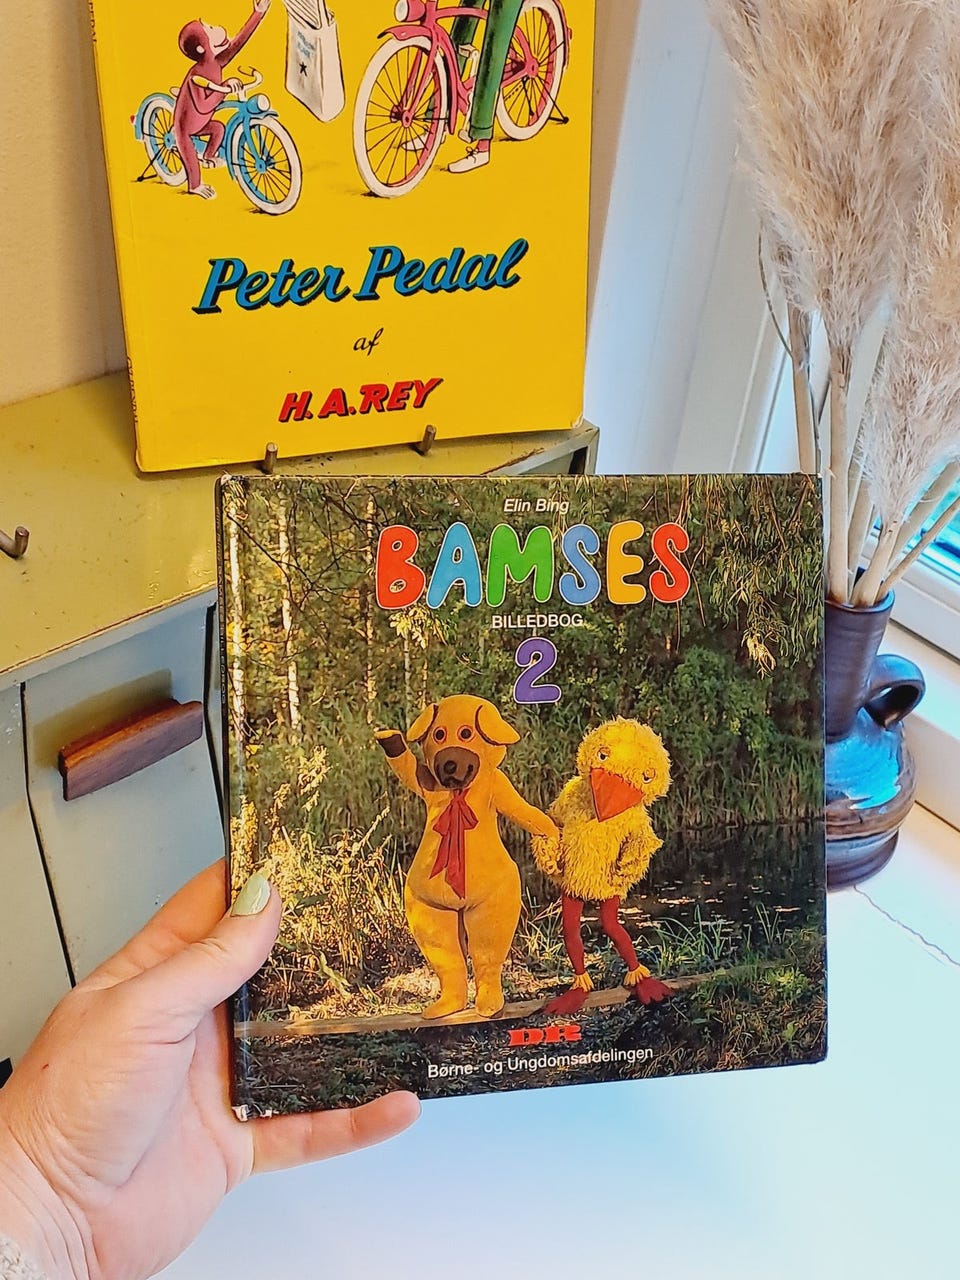 Peter Pedal
af
H.A.REY
Elin Bing
BAMSES
BILLEDBOG
2
DR
Børne- og Ungdomsafdelingen